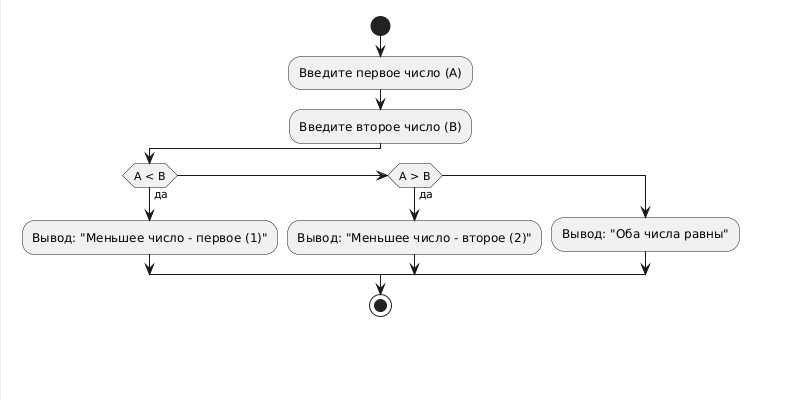 Введите первое число (A)
Введите второе число (B)
A < B
A > B
да
да
Вывод: "Меньшее число - первое (1)"
Вывод: "Меньшее число - второе (2)"
Вывод: "Оба числа равны"